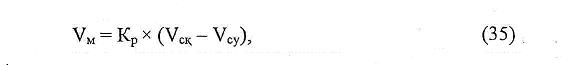 Vм = Кр × (Vсқ – Vсу), (35)